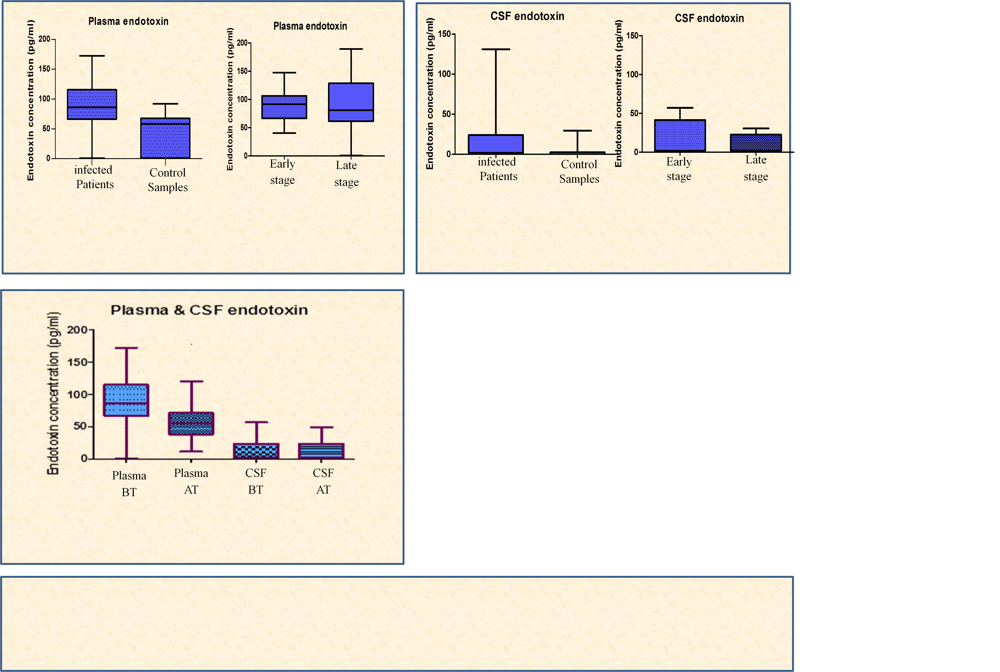 Plasma endotoxin
Endotoxin concentration (pg/ml)
200
150
100
50
0
infected
Patients
Control
Samples
Plasma endotoxin
Endotoxin concentration (pg/ml)
200
150
100
50
0
Early
stage
Late
stage
CSF endotoxin
Endotoxin concentration (pg/ml)
150
100
50
0
infected
Patients
Control
Samples
CSF endotoxin
Endotoxin concentration (pg/ml)
150
100
50
0
Early
stage
Late
stage
Plasma & CSF endotoxin
Endotoxin concentration (pg/ml)
200
150
100
50
0
Plasma
BT
Plasma
AT
CSF
BT
CSF
AT